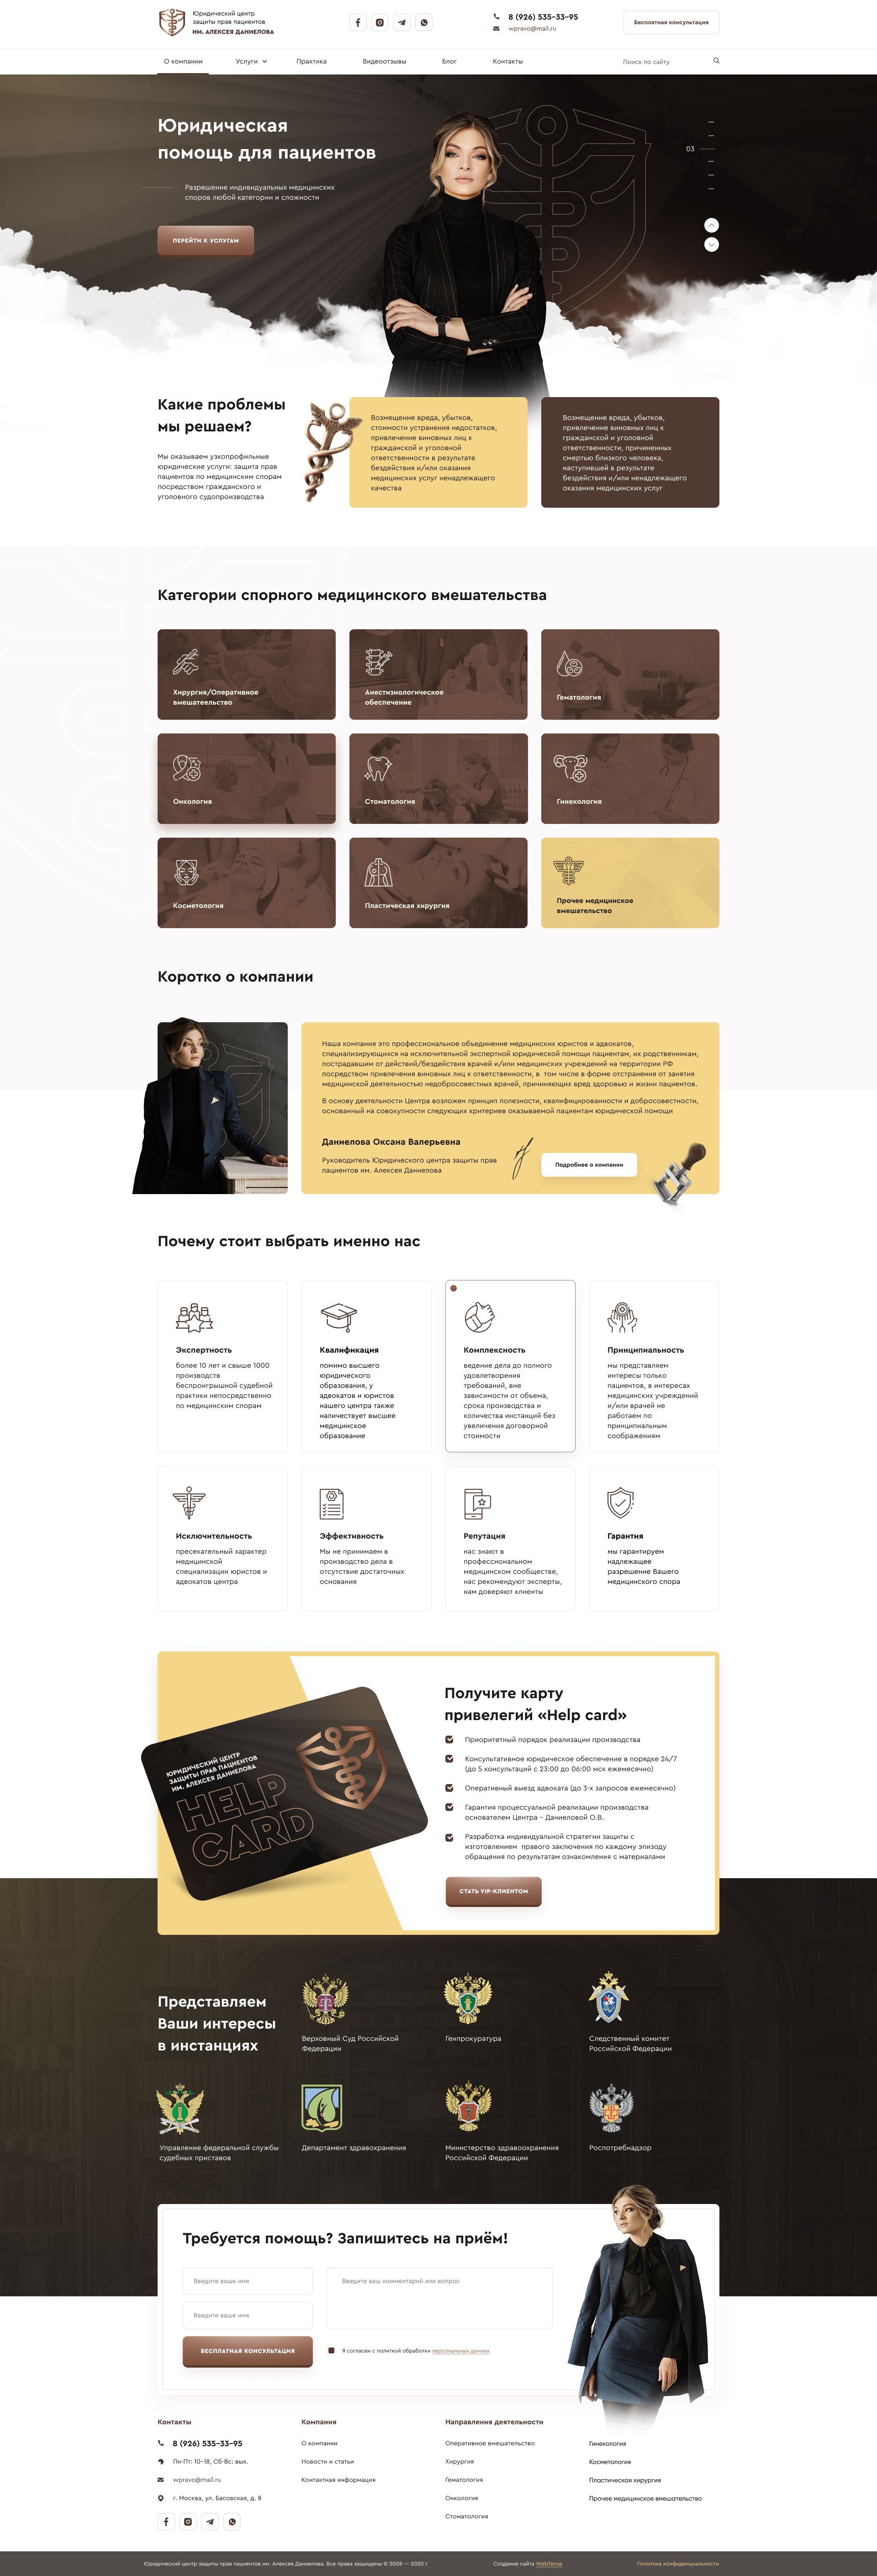 Юридический центр
защиты прав пациентов
ИМ. АЛЕКСЕЯ ДАНИЕЛОВА
8 (926) 535-33-95
wpravo@mail.ru
Бесплатная консультация
О компании
Услуги
Практика
Видеоотзывы
Блог
Контакты
Поиск по сайту
Юридическая
помощь для пациентов
03
Разрешение индивидуальных медицинских
споров любой категории и сложности
ПЕРЕЙТИ К УСЛУГАМ
Какие проблемы
мы решаем?
Мы оказываем узкопрофильные
юридические услуги: защита прав
пациентов по медицинским спорам
посредством гражданского и
уголовного судопроизводства
Возмещение вреда, убытков,
стоимости устранения недостатков,
привлечение виновных лиц к
гражданской и уголовной
ответственности в результате
бездействия и/или оказания
медицинских услуг ненадлежащего
качества
Возмещение вреда, убытков,
привлечение виновных лиц к
гражданской и уголовной
ответственности, причиненных
смертью близкого человека,
наступившей в результате
бездействия и/или ненадлежащего
оказания медицинских услуг
Категории спорного медицинского вмешательства
Хирургия/Оперативное
вмешатеельство
Анестизиологическое
обеспечение
Гематология
Онкология
Стоматология
Гинекология
Косметология
Пластическая хирургия
Прочее медицинское
вмешательство
Коротко о компании
Наша компания это профессиональное объединение медицинских юристов и адвокатов,
специализирующихся на исключительной экспертной юридической помощи пациентам, их родственникам,
пострадавшим от действий/бездействия врачей и/или медицинских учреждений на территории РФ
посредством привлечения виновных лиц к ответственности, в том числе в форме отстранения от занятия
медицинской деятельностью недобросовестных врачей, причиняющих вред здоровью и жизни пациентов.
В основу деятельности Центра возложен принцип полезности, квалифицированности и добросовестности,
основанный на совокупности следующих критериев оказываемой пациентам юридической помощи
Даниелова Оксана Валерьевна
Руководитель Юридического центра защиты прав
пациентов им. Алексея Даниелова
Подробнее о компании
Почему стоит выбрать именно нас
Экспертность
более 10 лет и свыше 1000
производств
беспроигрышной судебной
практики непосредственно
по медицинским спорам
Квалификация
помимо высшего
юридического
образования, у
адвокатов и юристов
нашего центра также
наличествует высшее
медицинское
образование
Комплексность
ведение дела до полного
удовлетворения
требований, вне
зависимости от объема,
срока производства и
количества инстанций без
увеличения договорной
стоимости
Принципиальность
мы представляем
интересы только
пациентов, в интересах
медицинских учреждений
и/или врачей не
работаем по
принципиальным
соображениям
Исключительность
пресекательный характер
медицинской
специализации юристов и
адвокатов центра
Эффективность
Мы не принимаем в
производство дела в
отсутствие достаточных
основания
Репутация
нас знают в
профессиональном
медицинском сообществе,
нас рекомендуют эксперты,
нам доверяют клиенты
Гарантия
мы гарантируем
надлежащее
разрешение Вашего
медицинского спора
ЮРИДИЧЕСКИЙ ЦЕНТР
ЗАЩИТЫ ПРАВ ПАЦИЕНТОВ
ИМ. АЛЕКСЕЯ ДАНИЕЛОВА
HELP
CARD
Получите карту
привелегий «Help card»
Приоритетный порядок реализации производства
Консультативное юридическое обеспечение в порядке 24/7
(до 5 консультаций с 23:00 до 06:00 мск ежемесячно)
Оперативный выезд адвоката (до 3-х запросов ежемесячно)
Гарантия процессуальной реализации производства
основателем Центра – Даниеловой О.В.
Разработка индивидуальной стратегии защиты с
изготовлением правого заключения по каждому эпизоду
обращения по результатам ознакомления с материалами
СТАТЬ VIP-КЛИЕНТОМ
Представляем
Ваши интересы
в инстанциях
Верховный Суд Российской
Федерации
Генпрокуратура
Следственный комитет
Российской Федерации
Управление федеральной службы
судебных приставов
Департамент здравохранения
Министерство здравоохранения
Российской Федерации
Роспотребнадзор
Требуется помощь? Запишитесь на приём!
Введите ваше имя
Введите ваш комментарий или вопрос
Введите ваше имя
БЕСПЛАТНАЯ КОНСУЛЬТАЦИЯ
Я согласен с политикой обработки персональных данных
Контакты
8 (926) 535-33-95
Пн-Пт: 10-18, Сб-Вс: вых.
wpravo@mail.ru
г. Москва, ул. Басовская, д. 8
Компания
О компании
Новости и статьи
Контактная информация
Направления деятельности
Оперативное вмешательство
Хирургия
Гематология
Онкология
Стоматология
Гинекология
Косметология
Пластическая хирургия
Прочее медицинское вмешательство
Юридический центр защиты прав пациентов им. Алексея Даниелова. Все права защищены © 2008 — 2020 г
Создание сайта WebTense
Политика конфиденциальности